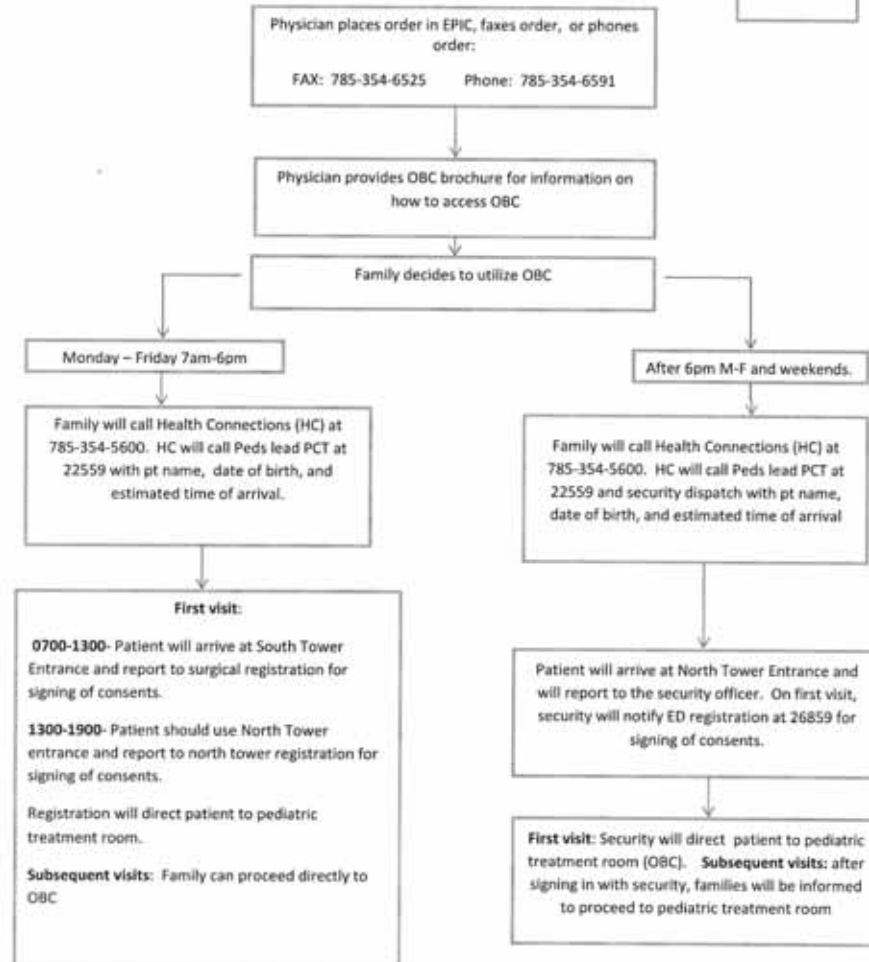 Physician places order in EPIC, faxes order, or phones
order:
FAX: 785-354-6525 Phone: 785-354-6591
Physician provides OBC brochure for information on
how to access OBC
Family decides to utilize OBC
Monday – Friday 7am-6pm
Family will call Health Connections (HC) at
785-354-5600. HC will call Peds lead PCT at
22559 with pt name, date of birth, and
estimated time of arrival.
First visit:
0700-1300- Patient will arrive at South Tower
Entrance and report to surgical registration for
signing of consents.
1300-1900- Patient should use North Tower
entrance and report to north tower registration for
signing of consents.
Registration will direct patient to pediatric
treatment room.
Subsequent visits: Family can proceed directly to
OBC
After 6pm M-F and weekends.
Family will call Health Connections (HC) at
785-354-5600. HC will call Peds lead PCT at
22559 and security dispatch with pt name,
date of birth, and estimated time of arrival
Patient will arrive at North Tower Entrance and
will report to the security officer. On first visit,
security will notify ED registration at 26859 for
signing of consents.
First visit: Security will direct patient to pediatric
treatment room (OBC). Subsequent visits: after
signing in with security, families will be informed
to proceed to pediatric treatment room